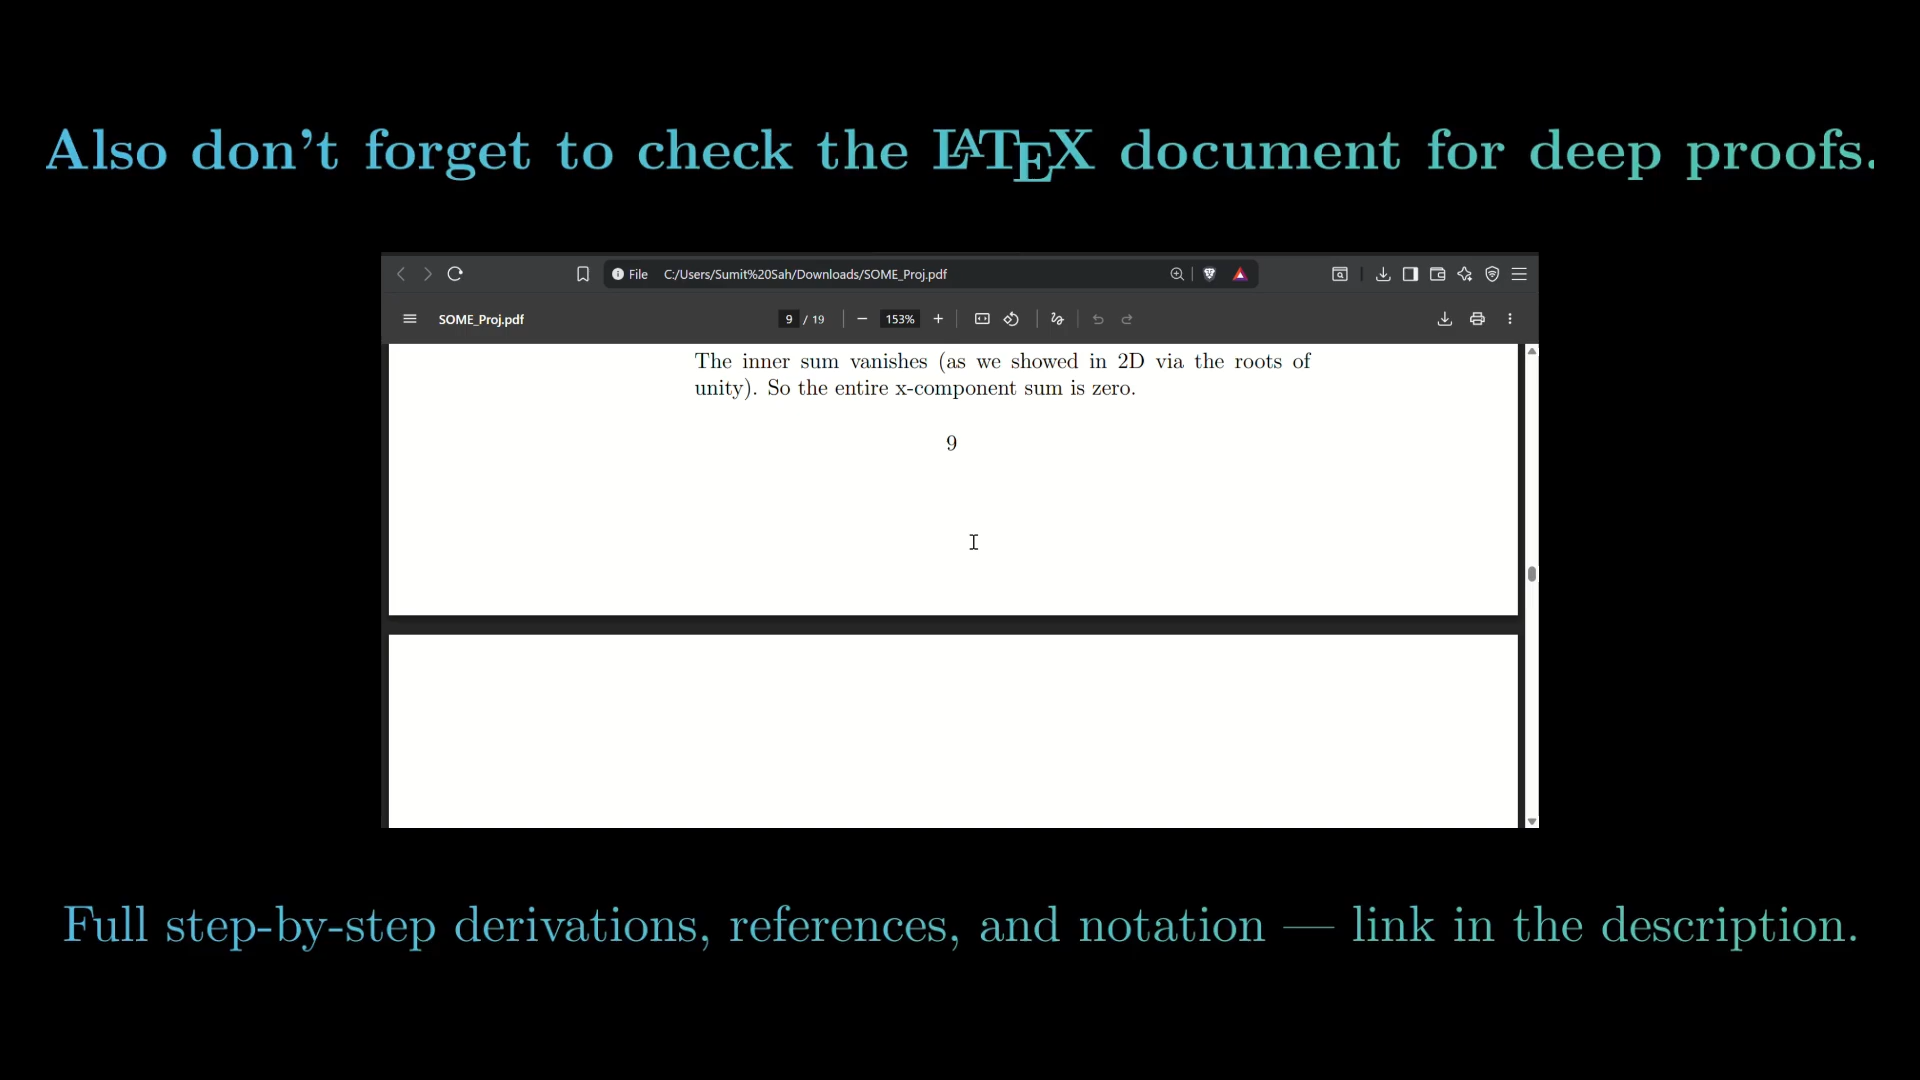 Also don't forget to check the LATEX document for deep proofs.
File C:/Users/Sumit%20Sah/Downloads/SOME_Proj.pdf
SOME_Proj.pdf 9 / 19 153%
The inner sum vanishes (as we showed in 2D via the roots of
unity). So the entire x-component sum is zero.
9
Full step-by-step derivations, references, and notation — link in the description.